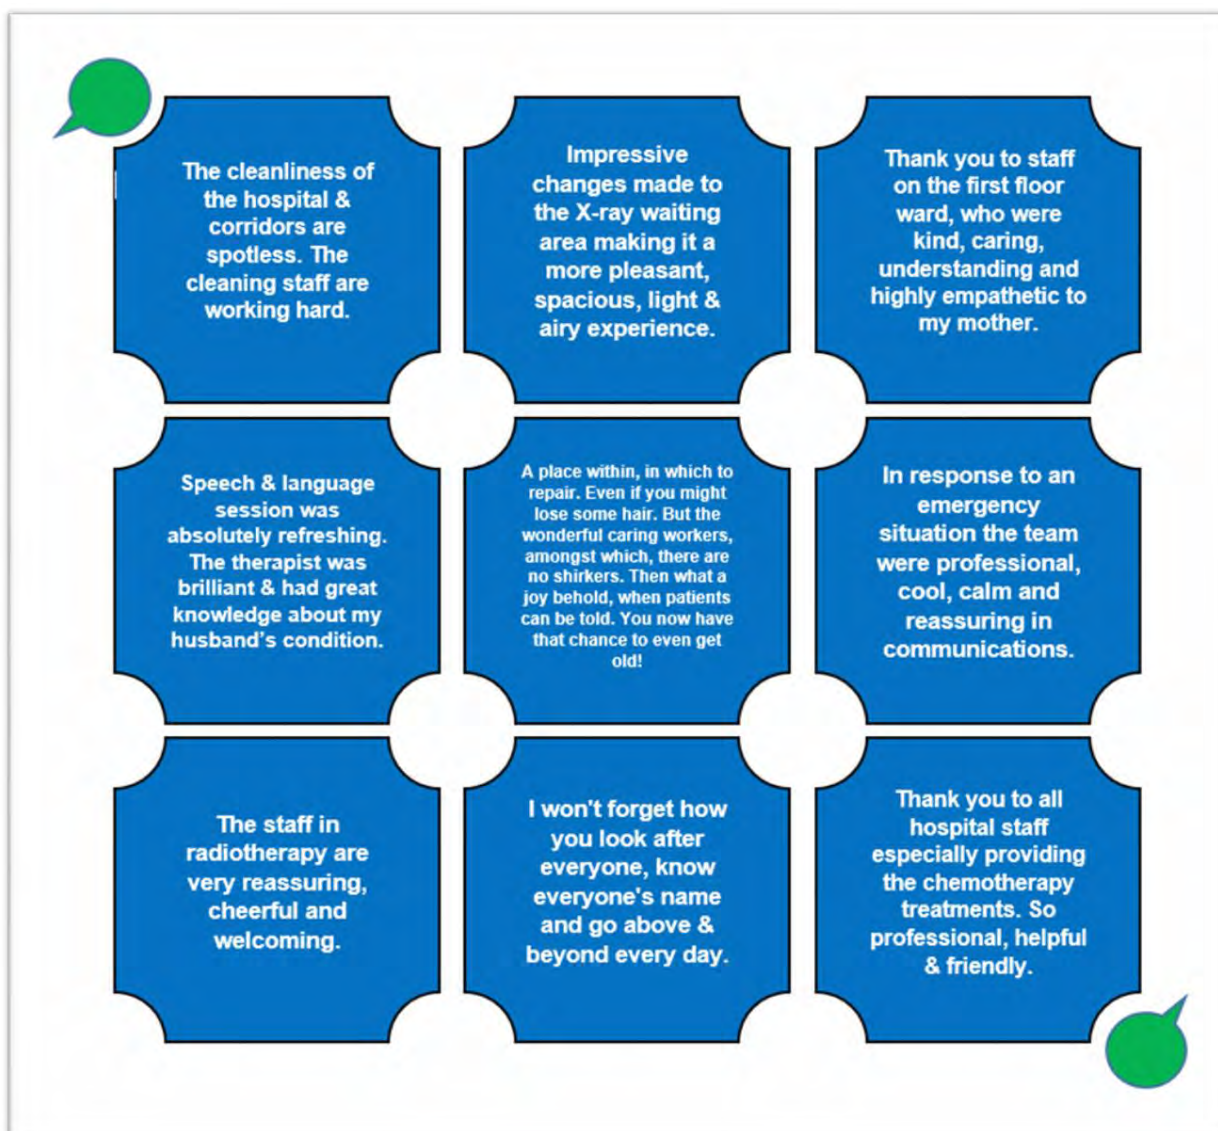 The cleanliness of
the hospital &
corridors are
spotless. The
cleaning staff are
working hard.
Impressive
changes made to
the X-ray waiting
area making it a
more pleasant,
spacious, light &
airy experience.
Thank you to staff
on the first floor
ward, who were
kind, caring,
understanding and
highly empathetic to
my mother.
Speech & language
session was
absolutely refreshing.
The therapist was
brilliant & had great
knowledge about my
husband's condition.
A place within, in which to
repair. Even if you might
lose some hair. But the
wonderful caring workers,
amongst which, there are
no shirkers. Then what a
joy behold, when patients
can be told. You now have
that chance to even get
old!
In response to an
emergency
situation the team
were professional,
cool, calm and
reassuring in
communications.
The staff in
radiotherapy are
very reassuring,
cheerful and
welcoming.
I won't forget how
you look after
everyone, know
everyone's name
and go above &
beyond every day.
Thank you to all
hospital staff
especially providing
the chemotherapy
treatments. So
professional, helpful
& friendly.